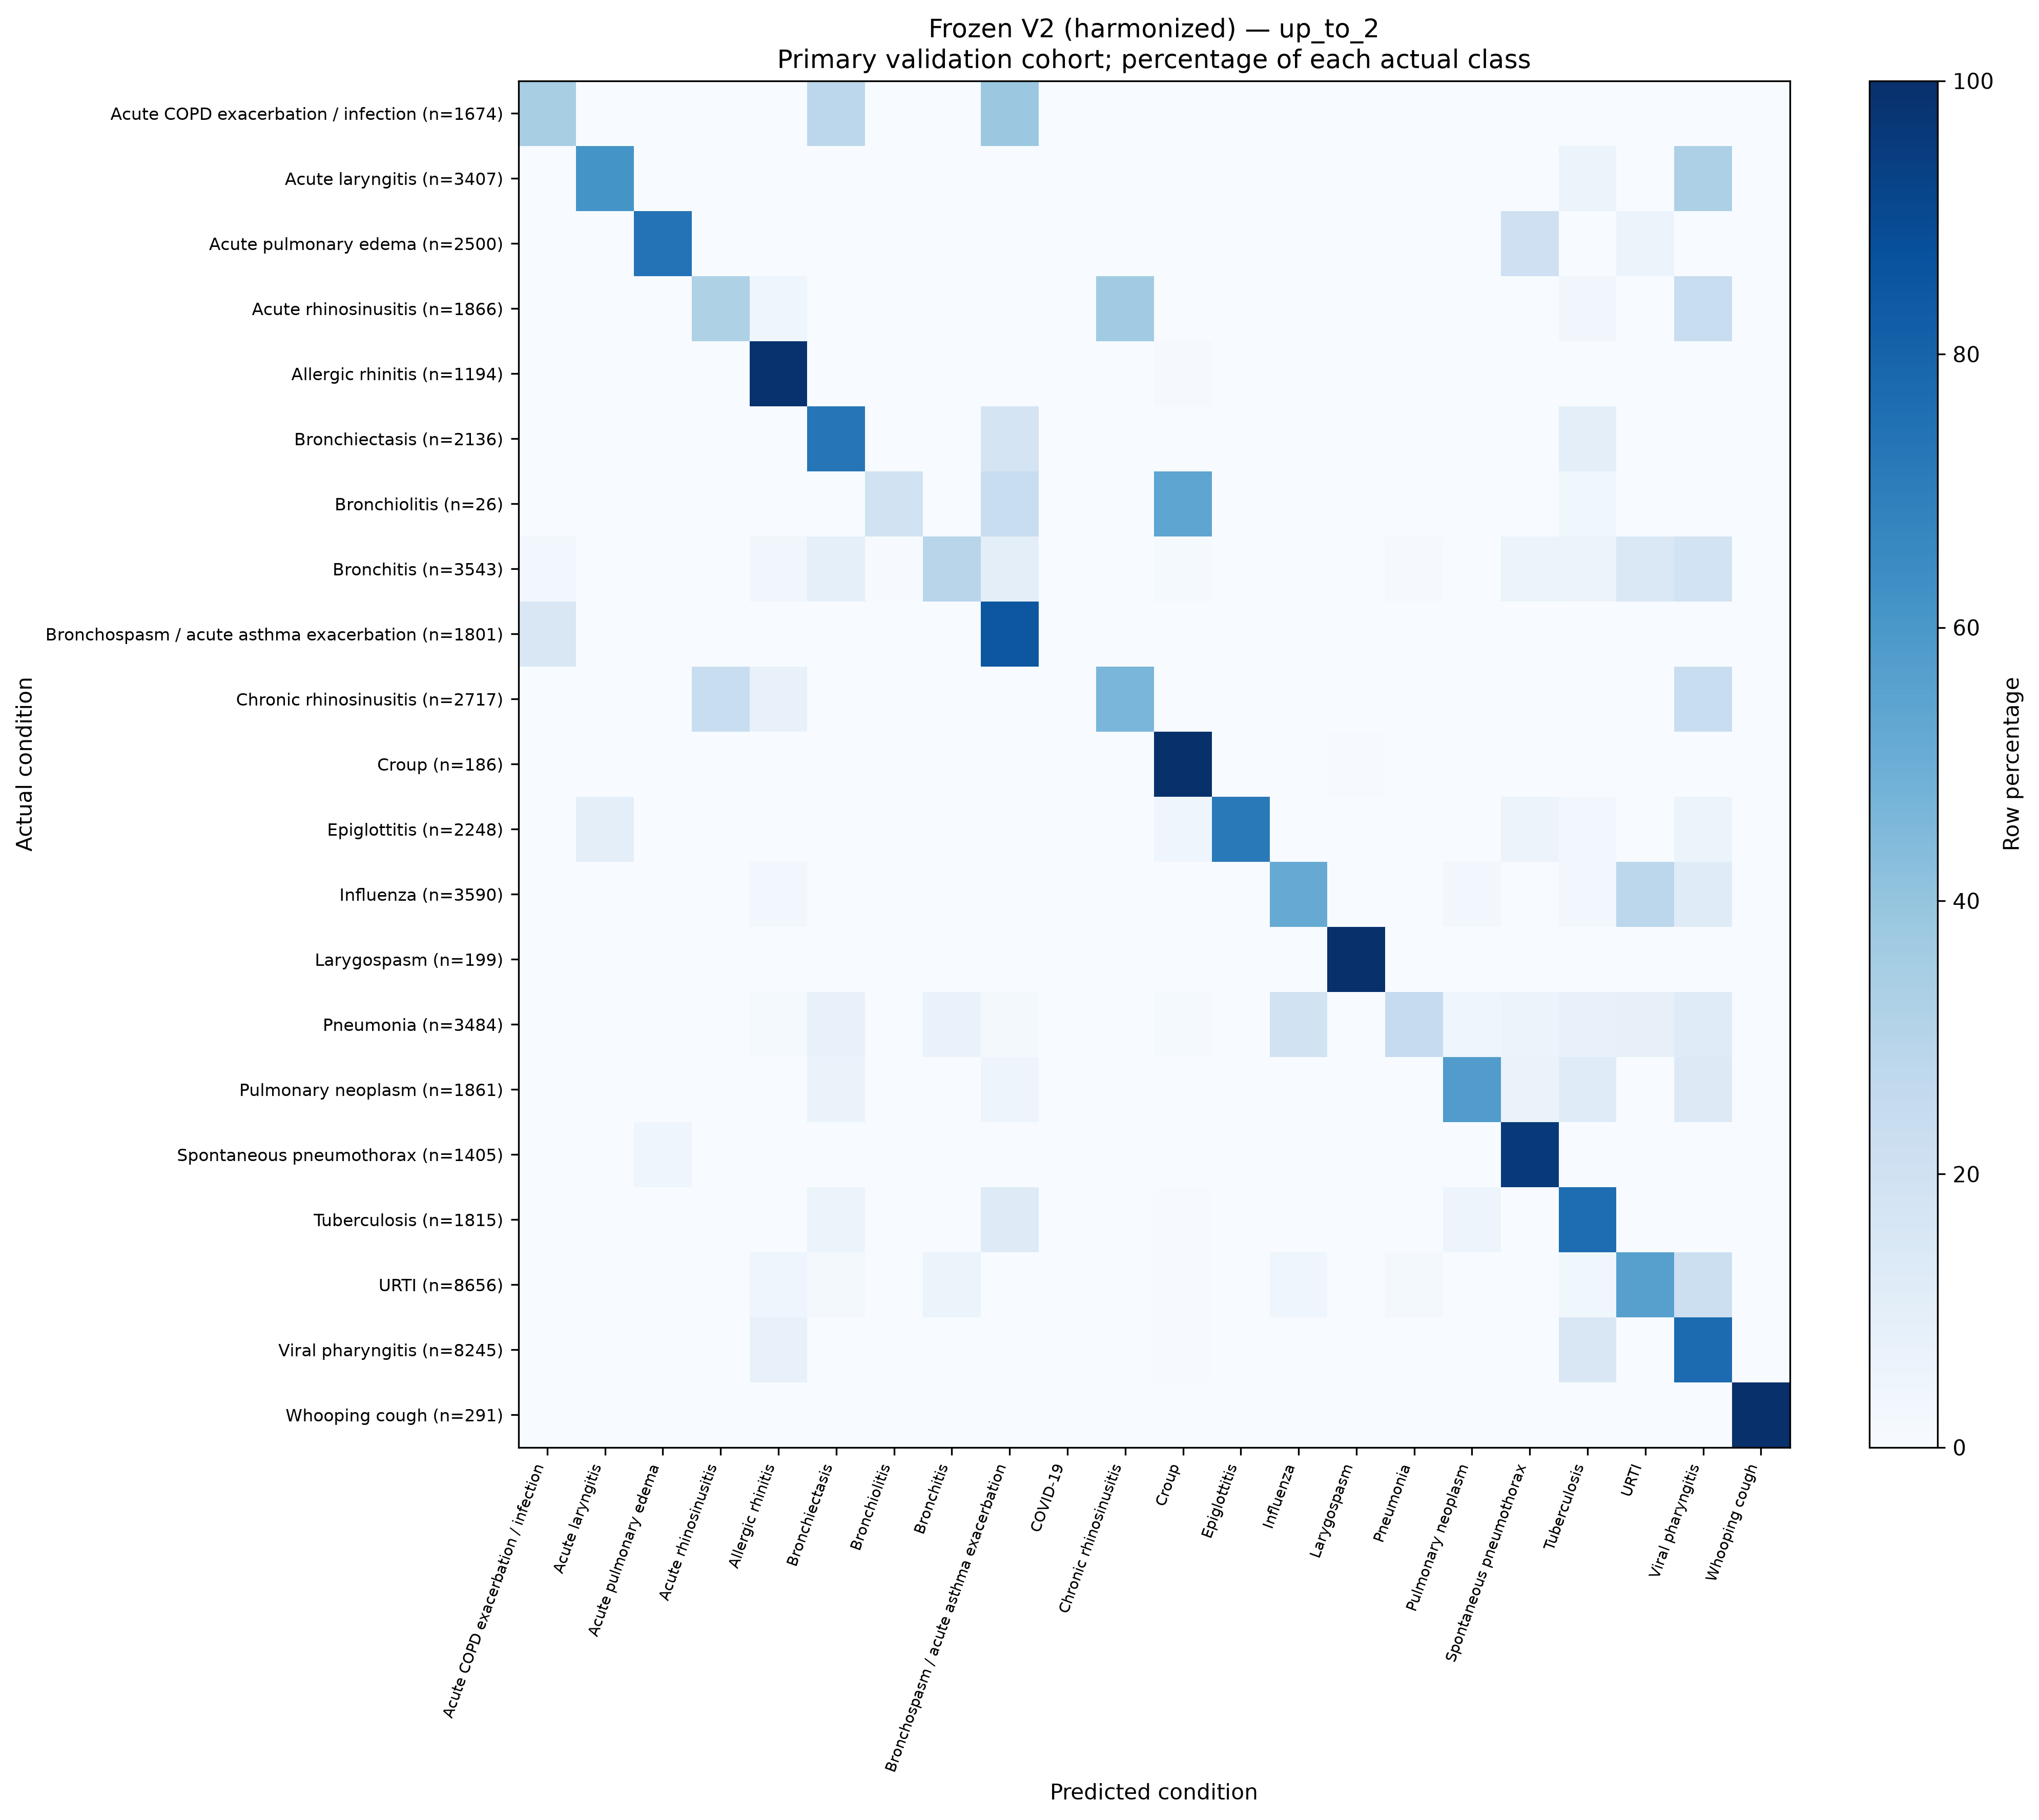 Frozen V2 (harmonized) — up_to_2
Primary validation cohort; percentage of each actual class
Actual condition
Acute COPD exacerbation / infection (n=1674)
Acute laryngitis (n=3407)
Acute pulmonary edema (n=2500)
Acute rhinosinusitis (n=1866)
Allergic rhinitis (n=1194)
Bronchiectasis (n=2136)
Bronchiolitis (n=26)
Bronchitis (n=3543)
Bronchospasm / acute asthma exacerbation (n=1801)
Chronic rhinosinusitis (n=2717)
Croup (n=186)
Epiglottitis (n=2248)
Influenza (n=3590)
Larygospasm (n=199)
Pneumonia (n=3484)
Pulmonary neoplasm (n=1861)
Spontaneous pneumothorax (n=1405)
Tuberculosis (n=1815)
URTI (n=8656)
Viral pharyngitis (n=8245)
Whooping cough (n=291)
Acute COPD exacerbation / infection
Acute laryngitis
Acute pulmonary edema
Acute rhinosinusitis
Allergic rhinitis
Bronchiectasis
Bronchiolitis
Bronchitis
Bronchospasm / acute asthma exacerbation
COVID-19
Chronic rhinosinusitis
Croup
Epiglottitis
Influenza
Larygospasm
Pneumonia
Pulmonary neoplasm
Spontaneous pneumothorax
Tuberculosis
URTI
Viral pharyngitis
Whooping cough
Predicted condition
100
80
60
40
20
0
Row percentage